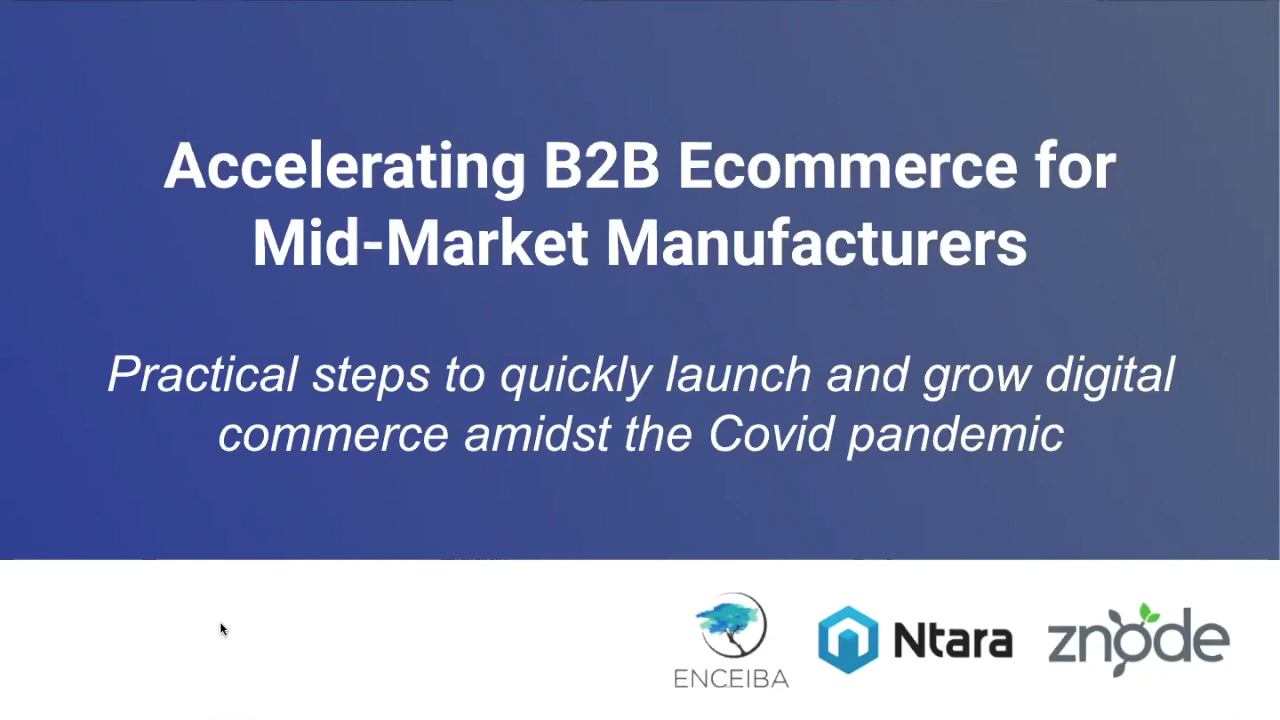 Accelerating B2B Ecommerce for
Mid-Market Manufacturers
Practical steps to quickly launch and grow digital
commerce amidst the Covid pandemic
ENCEIBA
Ntara
znode